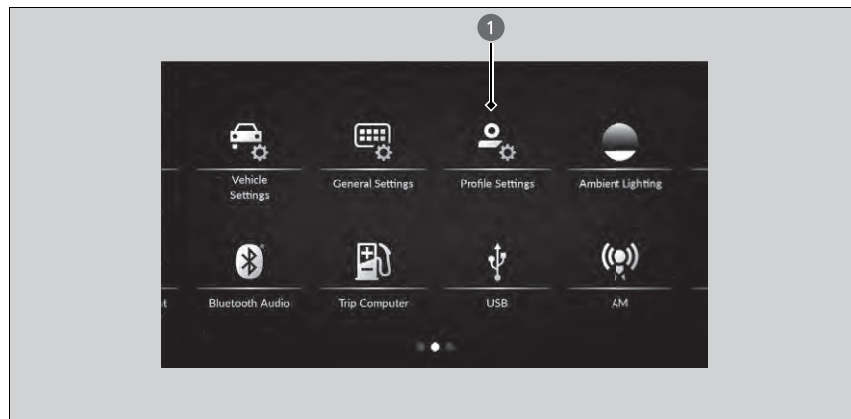 1
Vehicle
Settings
General Settings
Profile Settings
Ambient Lighting
Bluetooth Audio
Trip Computer
USB
AM